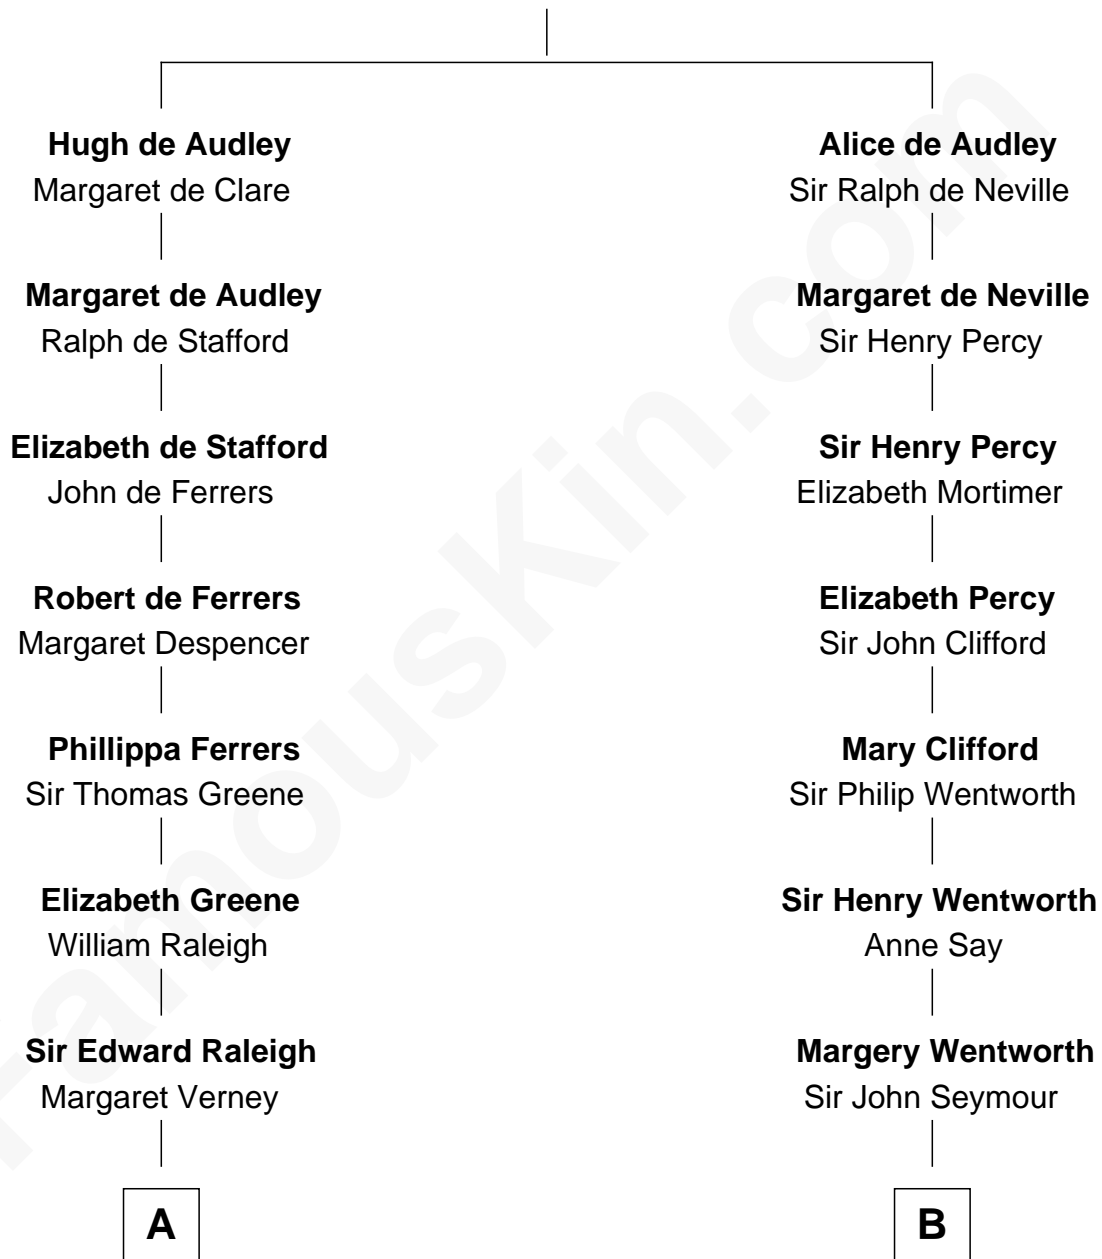 Hugh de Audley
Margaret de Clare
Margaret de Audley
Ralph de Stafford
Elizabeth de Stafford
John de Ferrers
Robert de Ferrers
Margaret Despencer
Phillippa Ferrers
Sir Thomas Greene
Elizabeth Greene
William Raleigh
Sir Edward Raleigh
Margaret Verney
A
Alice de Audley
Sir Ralph de Neville
Margaret de Neville
Sir Henry Percy
Sir Henry Percy
Elizabeth Mortimer
Elizabeth Percy
Sir John Clifford
Mary Clifford
Sir Philip Wentworth
Sir Henry Wentworth
Anne Say
Margery Wentworth
Sir John Seymour
B
FamousKin.com